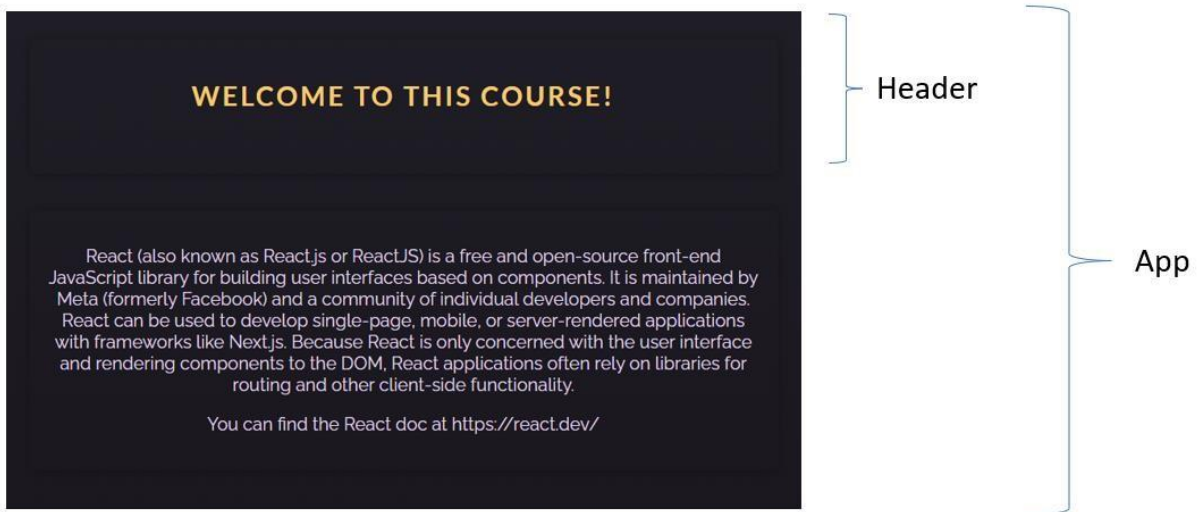 WELCOME TO THIS COURSE!
Header
React (also known as React.js or ReactJS) is a free and open-source front-end
JavaScript library for building user interfaces based on components. It is maintained by
Meta (formerly Facebook) and a community of individual developers and companies.
React can be used to develop single-page, mobile, or server-rendered applications
with frameworks like Next.js. Because React is only concerned with the user interface
and rendering components to the DOM, React applications often rely on libraries for
routing and other client-side functionality.
You can find the React doc at https://react.dev/
App